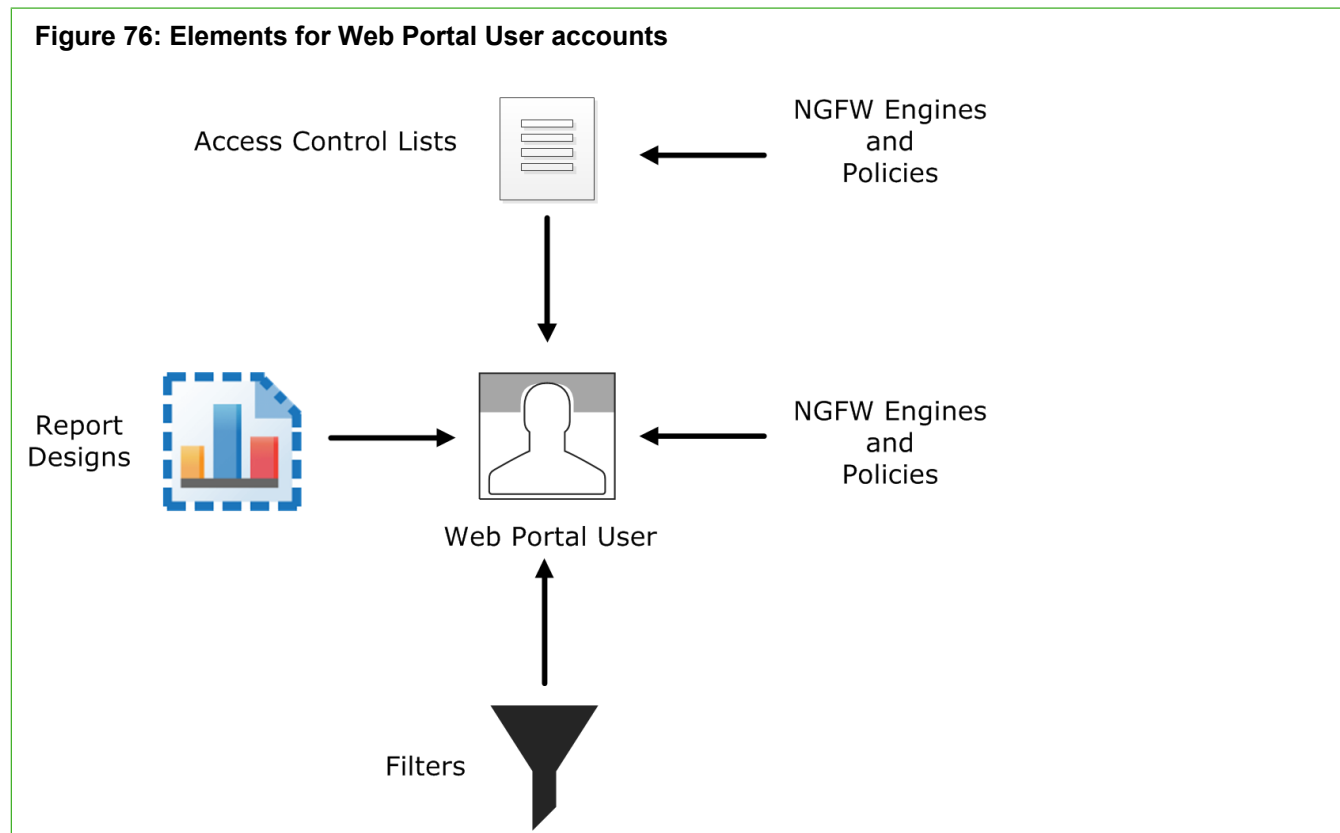 Figure 76: Elements for Web Portal User accounts
Access Control Lists
NGFW Engines
and
Policies
Report
Designs
NGFW Engines
and
Policies
Web Portal User
Filters